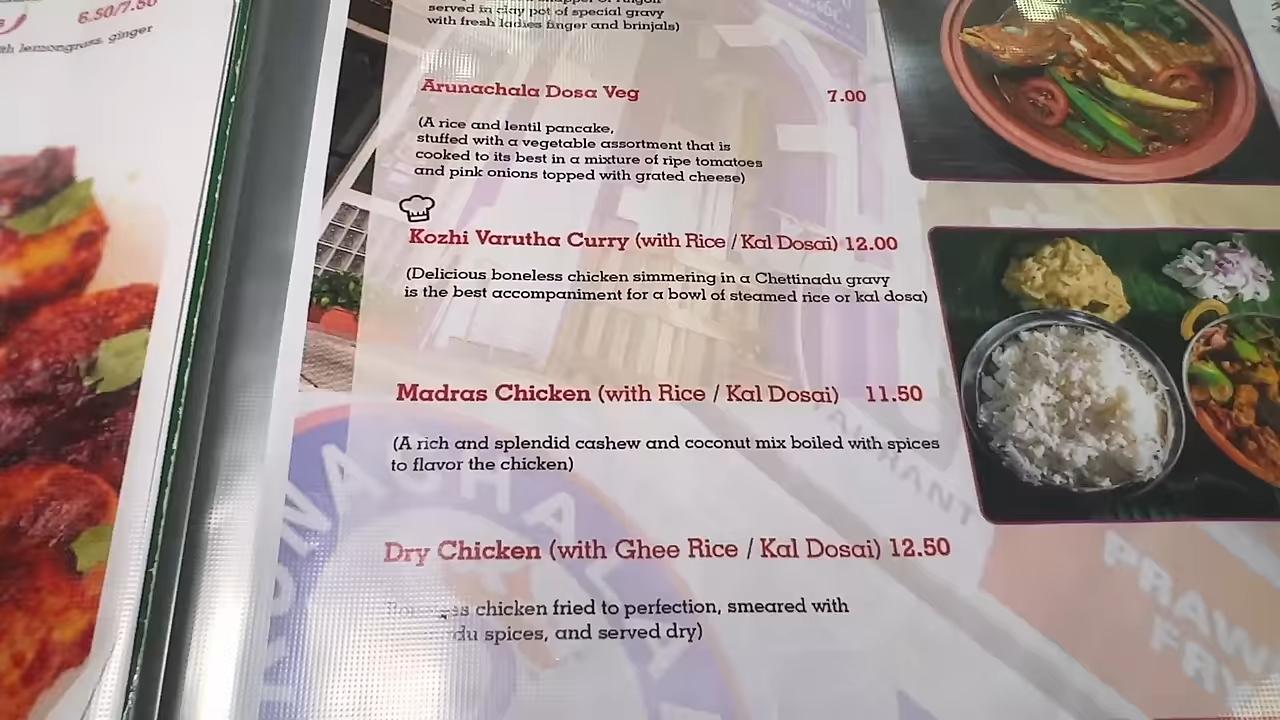 6.50/7.50
lemongrass, ginger
served in clay pot of special gravy
with fresh ladies finger and brinjals)
Arunachala Dosa Veg 7.00
(A rice and lentil pancake,
stuffed with a vegetable assortment that is
cooked to its best in a mixture of ripe tomatoes
and pink onions topped with grated cheese)
Kozhi Varutha Curry (with Rice / Kal Dosai) 12.00
(Delicious boneless chicken simmering in a Chettinadu gravy
is the best accompaniment for a bowl of steamed rice or kal dosa)
Madras Chicken (with Rice / Kal Dosai) 11.50
(A rich and splendid cashew and coconut mix boiled with spices
to flavor the chicken)
Dry Chicken (with Ghee Rice / Kal Dosai) 12.50
chicken fried to perfection, smeared with
spices, and served dry)
PRAWN
FRY